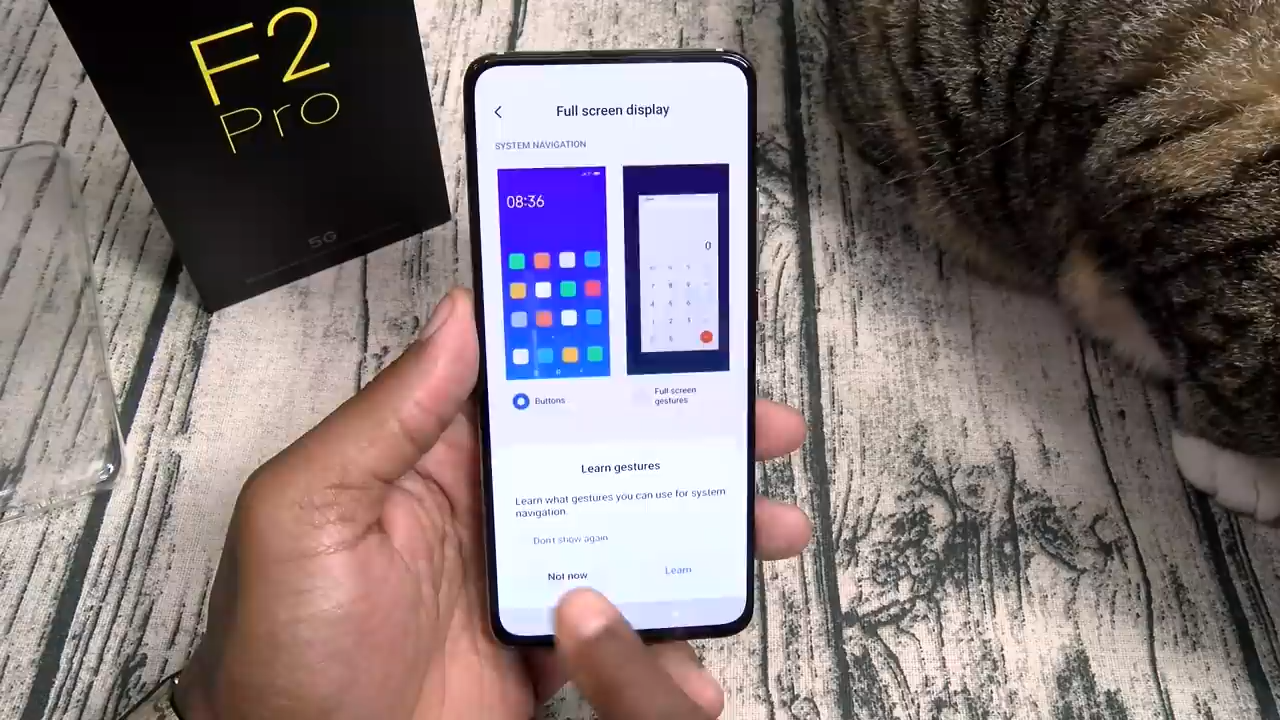 F2
Pro
5G
Full screen display
SYSTEM NAVIGATION
08:36
0
Buttons
Full screen
gestures
Learn gestures
Learn what gestures you can use for system
navigation.
Don't show again
Not now
Learn